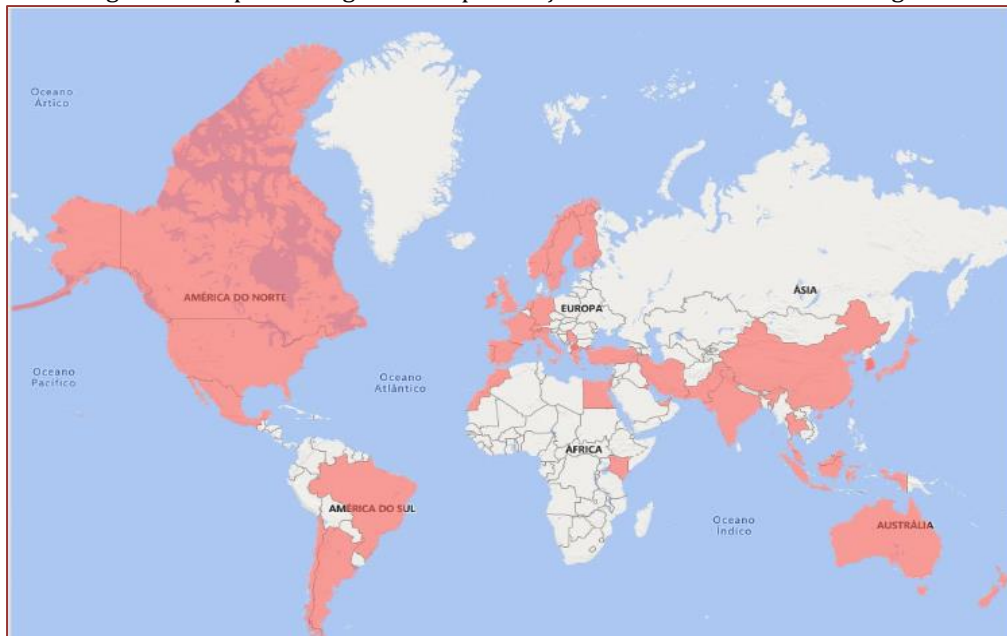 Oceano
Ártico
AMÉRICA DO NORTE
ÁSIA
EUROPA
Oceano
Pacífico
Oceano
Atlântico
ÁFRICA
AMÉRICA DO SUL
Oceano
Índico
AUSTRÁLIA